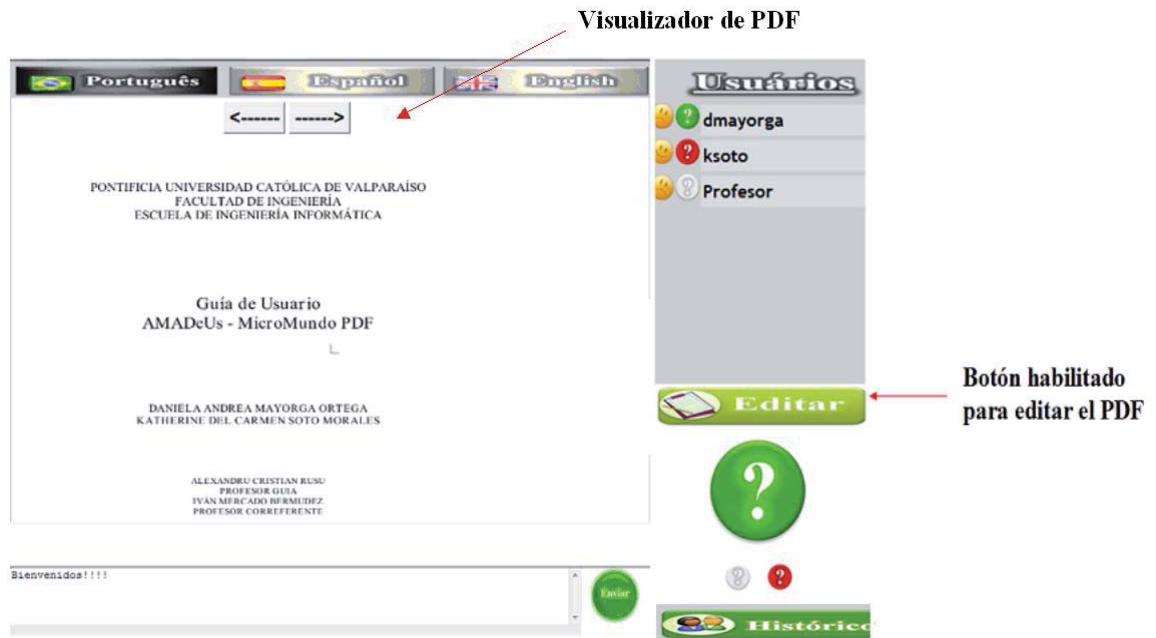 Visualizador de PDF
Português
Español
English
Usuários
<------
------>
? dmayorga
? ksoto
? Profesor
PONTIFICIA UNIVERSIDAD CATÓLICA DE VALPARAÍSO
FACULTAD DE INGENIERÍA
ESCUELA DE INGENIERÍA INFORMÁTICA
Guía de Usuario
AMADeUs - MicroMundo PDF
DANIELA ANDREA MAYORGA ORTEGA
KATHERINE DEL CARMEN SOTO MORALES
ALEXANDRU CRISTIAN RUSU
PROFESOR GUIA
IVÁN MERCADO BERMUDEZ
PROFESOR CORREFERENTE
Editar
Botón habilitado
para editar el PDF
?
? ?
Bienvenidos!!!!
Enviar
Histórico